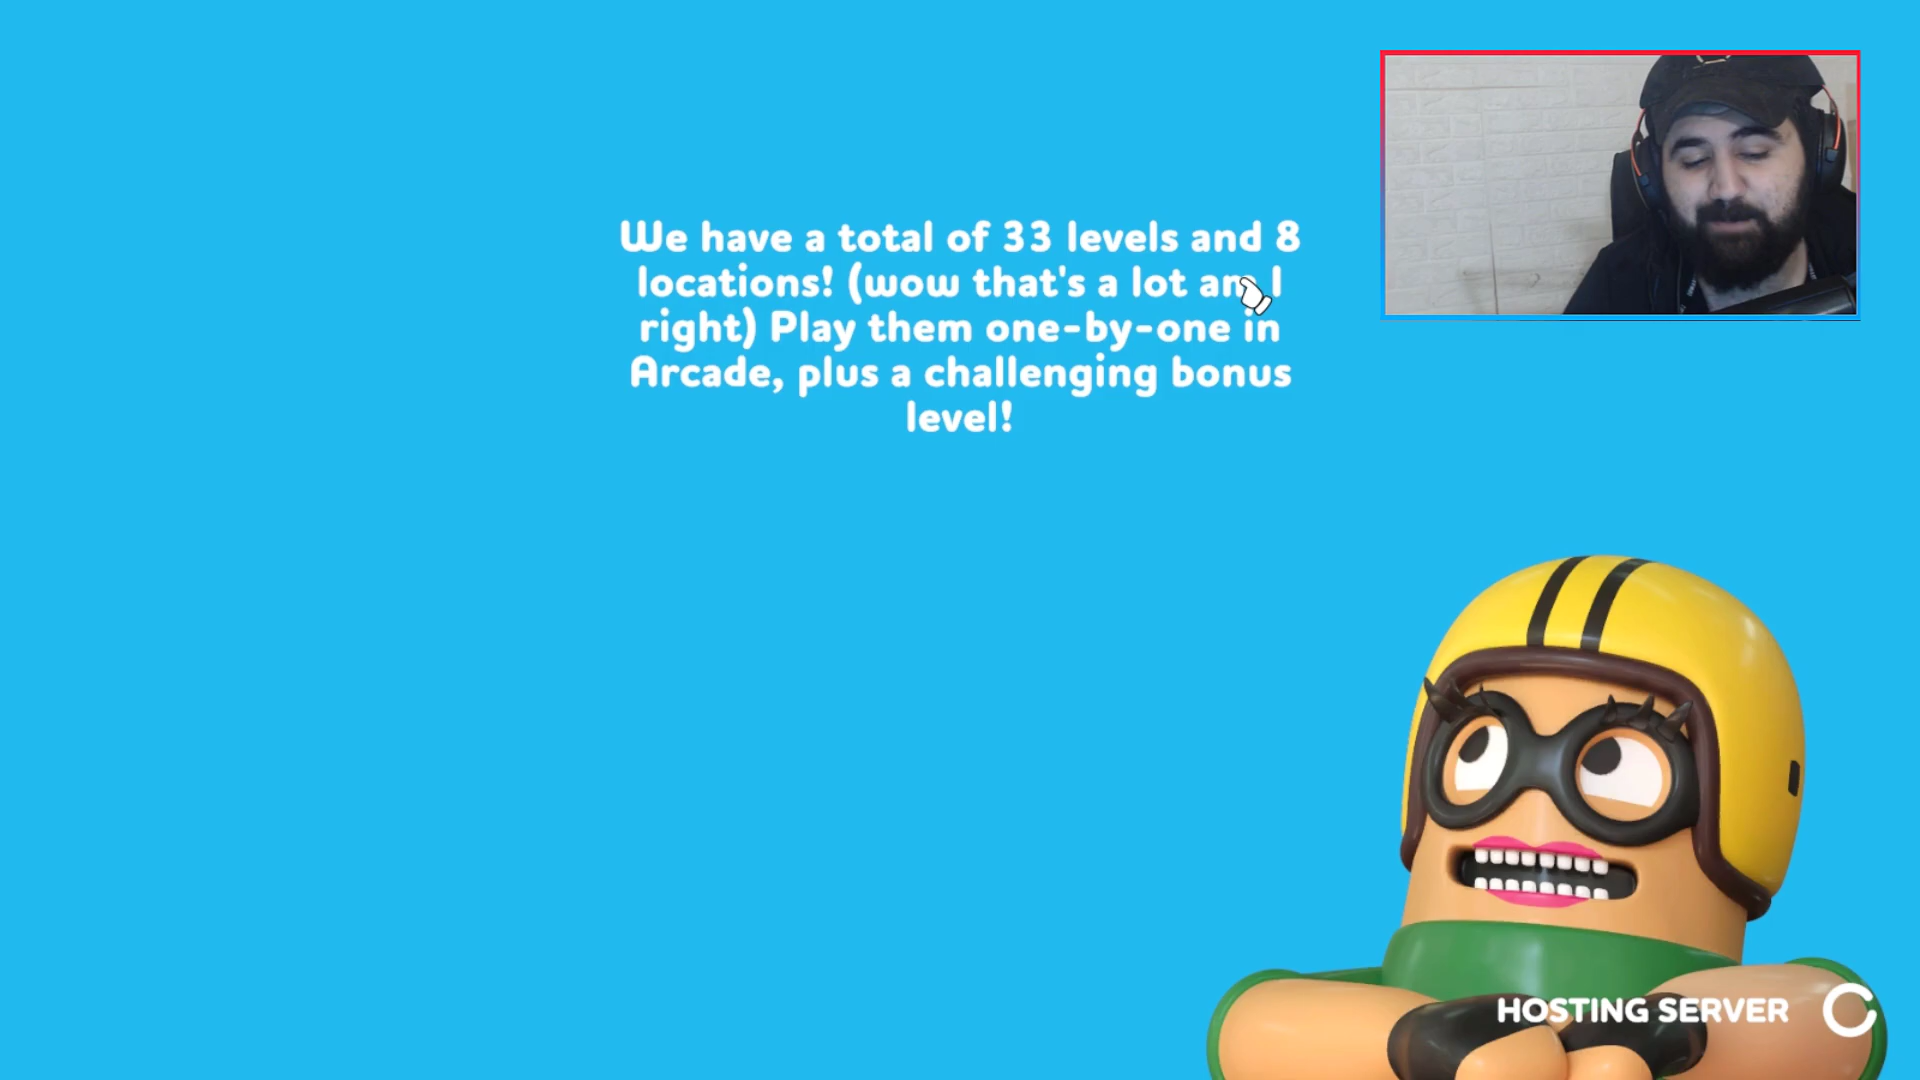 We have a total of 33 levels and 8
locations! (wow that's a lot am I
right) Play them one-by-one in
Arcade, plus a challenging bonus
level!
HOSTING SERVER